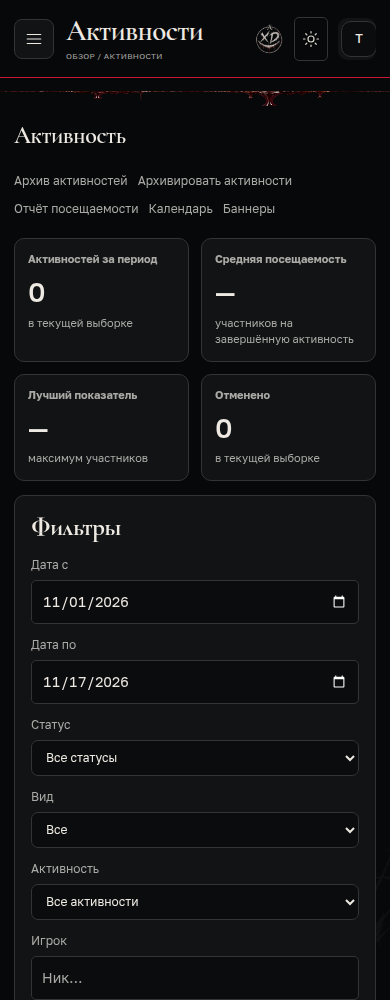 Активности
ОБЗОР / АКТИВНОСТИ
XD
T
Активность
Архив активностей Архивировать активности
Отчёт посещаемости Календарь Баннеры
Активностей за период
0
в текущей выборке
Средняя посещаемость
—
участников на
завершённую активность
Лучший показатель
—
максимум участников
Отменено
0
в текущей выборке
Фильтры
Дата с
11/01/2026
Дата по
11/17/2026
Статус
Все статусы
Вид
Все
Активность
Все активности
Игрок
Ник...